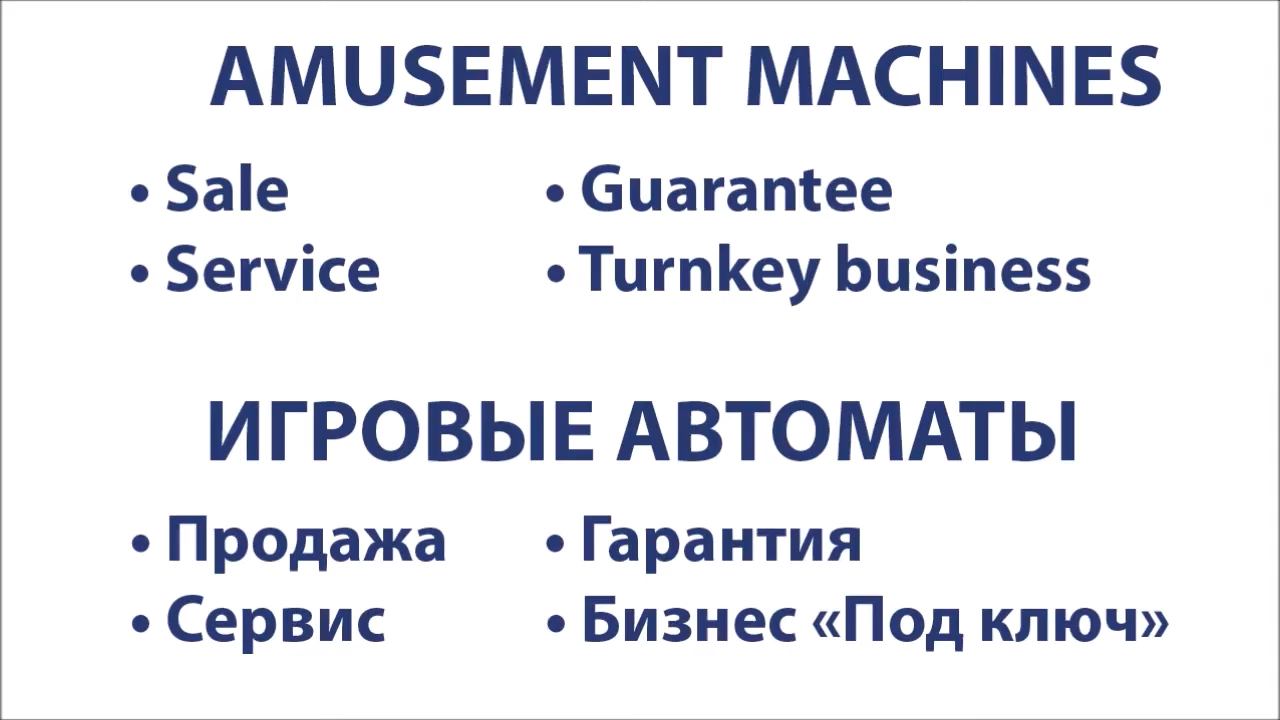 AMUSEMENT MACHINES
• Sale
• Service
• Guarantee
• Turnkey business
ИГРОВЫЕ АВТОМАТЫ
• Продажа
• Сервис
• Гарантия
• Бизнес «Под ключ»